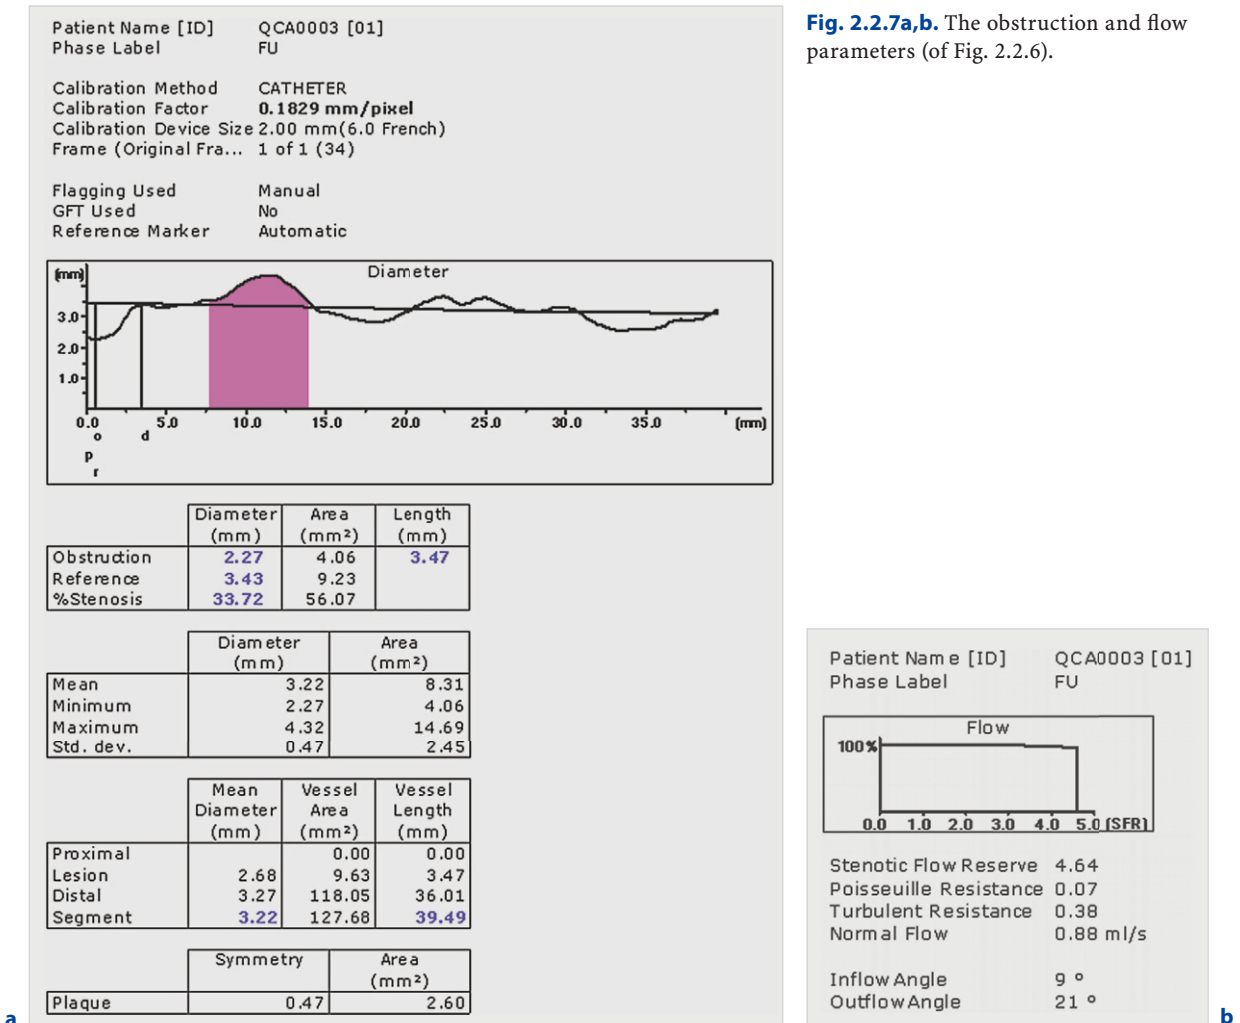 Patient Name [ID] QCA0003 [01]
Phase Label FU
Calibration Method CATHETER
Calibration Factor 0.1829 mm/pixel
Calibration Device Size 2.00 mm(6.0 French)
Frame (Original Fra... 1 of 1 (34)
Flagging Used Manual
GFT Used No
Reference Marker Automatic
(mm) Diameter
3.0
2.0
1.0
0.0 5.0 10.0 15.0 20.0 25.0 30.0 35.0 (mm)
o d
p
r
Diameter Area Length
(mm) (mm²) (mm)
Obstruction 2.27 4.06 3.47
Reference 3.43 9.23
%Stenosis 33.72 56.07
Diameter Area
(mm) (mm²)
Mean 3.22 8.31
Minimum 2.27 4.06
Maximum 4.32 14.69
Std. dev. 0.47 2.45
Mean Vessel Vessel
Diameter Area Length
(mm) (mm²) (mm)
Proximal 0.00 0.00
Lesion 2.68 9.63 3.47
Distal 3.27 118.05 36.01
Segment 3.22 127.68 39.49
Symmetry Area
(mm²)
Plaque 0.47 2.60
a
Fig. 2.2.7a,b. The obstruction and flow
parameters (of Fig. 2.2.6).
Patient Name [ID] QCA0003 [01]
Phase Label FU
Flow
100%
0.0 1.0 2.0 3.0 4.0 5.0 (SFR)
Stenotic Flow Reserve 4.64
Poisseuille Resistance 0.07
Turbulent Resistance 0.38
Normal Flow 0.88 ml/s
Inflow Angle 9 °
Outflow Angle 21 °
b